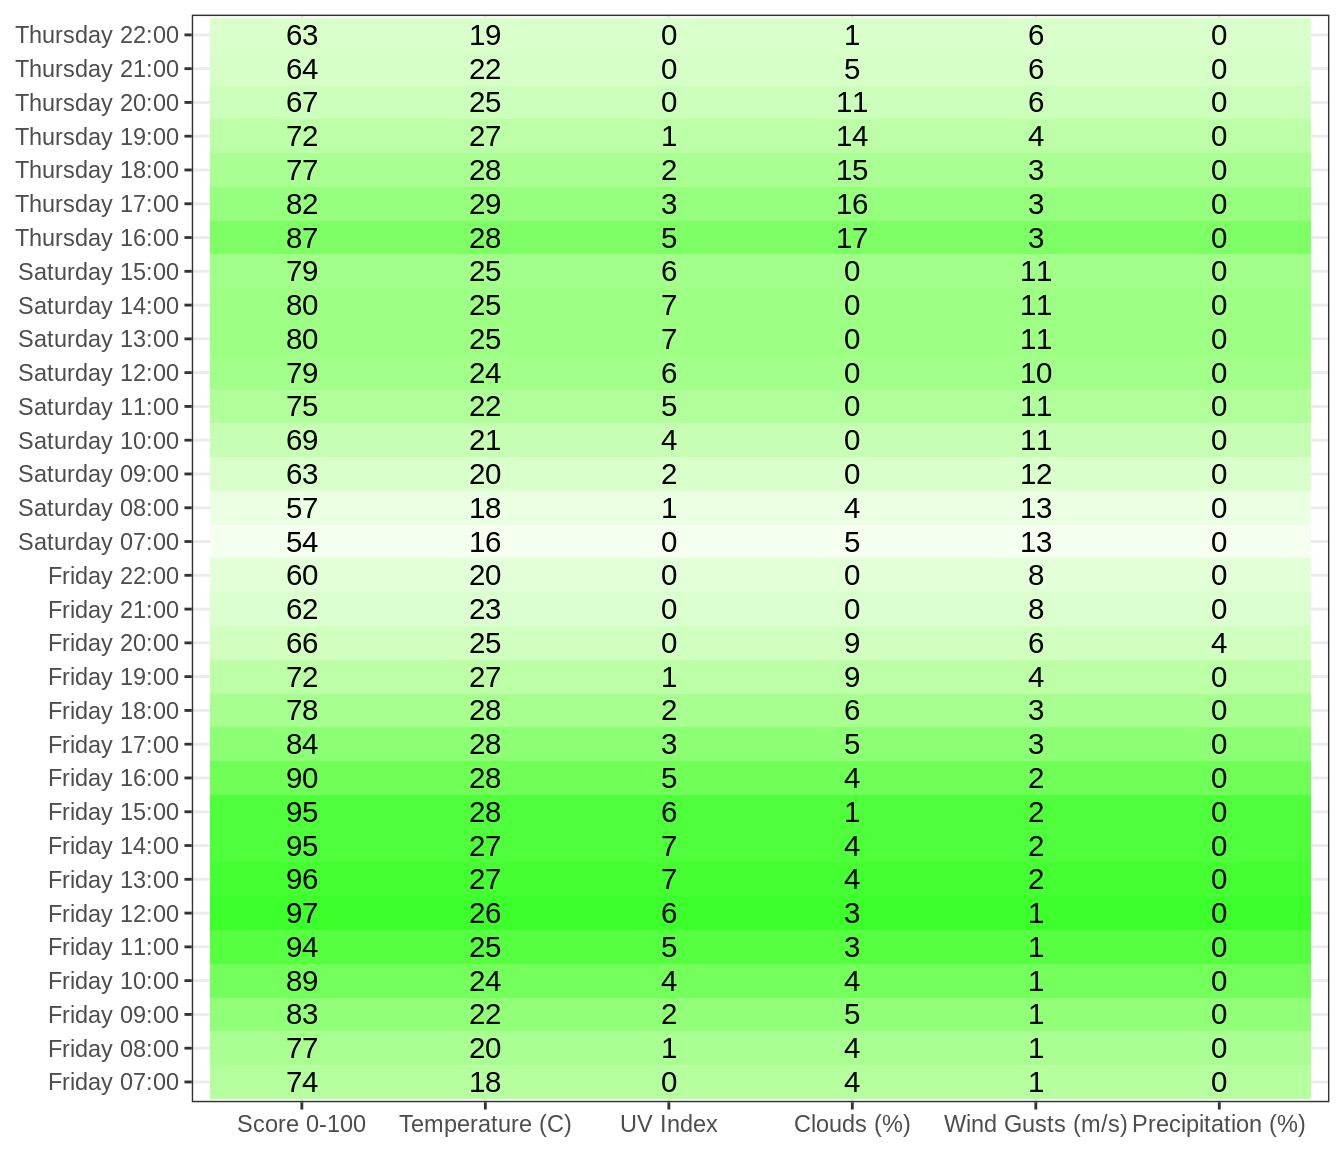 Thursday 22:00 63 19 0 1 6 0
Thursday 21:00 64 22 0 5 6 0
Thursday 20:00 67 25 0 11 6 0
Thursday 19:00 72 27 1 14 4 0
Thursday 18:00 77 28 2 15 3 0
Thursday 17:00 82 29 3 16 3 0
Thursday 16:00 87 28 5 17 3 0
Saturday 15:00 79 25 6 0 11 0
Saturday 14:00 80 25 7 0 11 0
Saturday 13:00 80 25 7 0 11 0
Saturday 12:00 79 24 6 0 10 0
Saturday 11:00 75 22 5 0 11 0
Saturday 10:00 69 21 4 0 11 0
Saturday 09:00 63 20 2 0 12 0
Saturday 08:00 57 18 1 4 13 0
Saturday 07:00 54 16 0 5 13 0
Friday 22:00 60 20 0 0 8 0
Friday 21:00 62 23 0 0 8 0
Friday 20:00 66 25 0 9 6 4
Friday 19:00 72 27 1 9 4 0
Friday 18:00 78 28 2 6 3 0
Friday 17:00 84 28 3 5 3 0
Friday 16:00 90 28 5 4 2 0
Friday 15:00 95 28 6 1 2 0
Friday 14:00 95 27 7 4 2 0
Friday 13:00 96 27 7 4 2 0
Friday 12:00 97 26 6 3 1 0
Friday 11:00 94 25 5 3 1 0
Friday 10:00 89 24 4 4 1 0
Friday 09:00 83 22 2 5 1 0
Friday 08:00 77 20 1 4 1 0
Friday 07:00 74 18 0 4 1 0
Score 0-100 Temperature (C) UV Index Clouds (%) Wind Gusts (m/s) Precipitation (%)